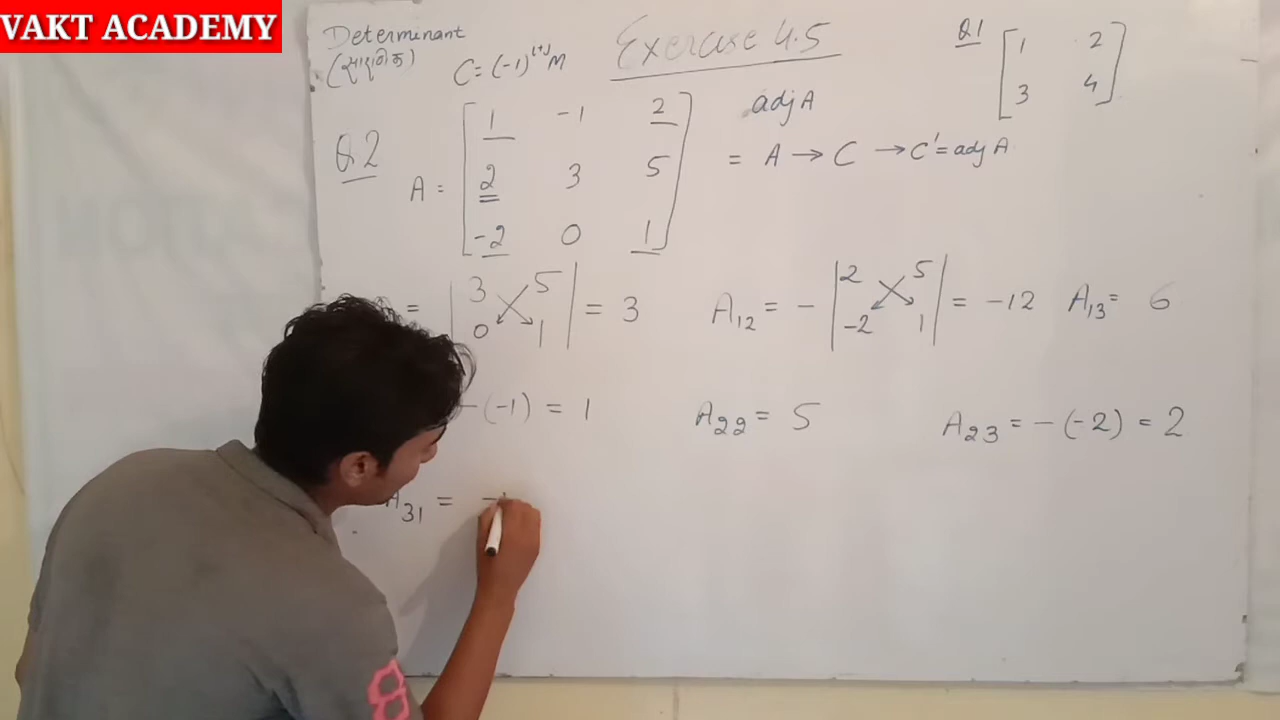 VAKT ACADEMY
Determinant
(सारणिक)
C = (-1)^{i+j} M
Exercise 4.5
Q1 [1 2
3 4]
Q2
A = [1 -1 2
2 3 5
-2 0 1]
adj A
= A → C → C' = adj A
= |3 5
0 1| = 3
A₁₂ = - |2 5
-2 1| = -12
A₁₃ = 6
-(-1) = 1
A₂₂ = 5
A₂₃ = -(-2) = 2
A₃₁ = -